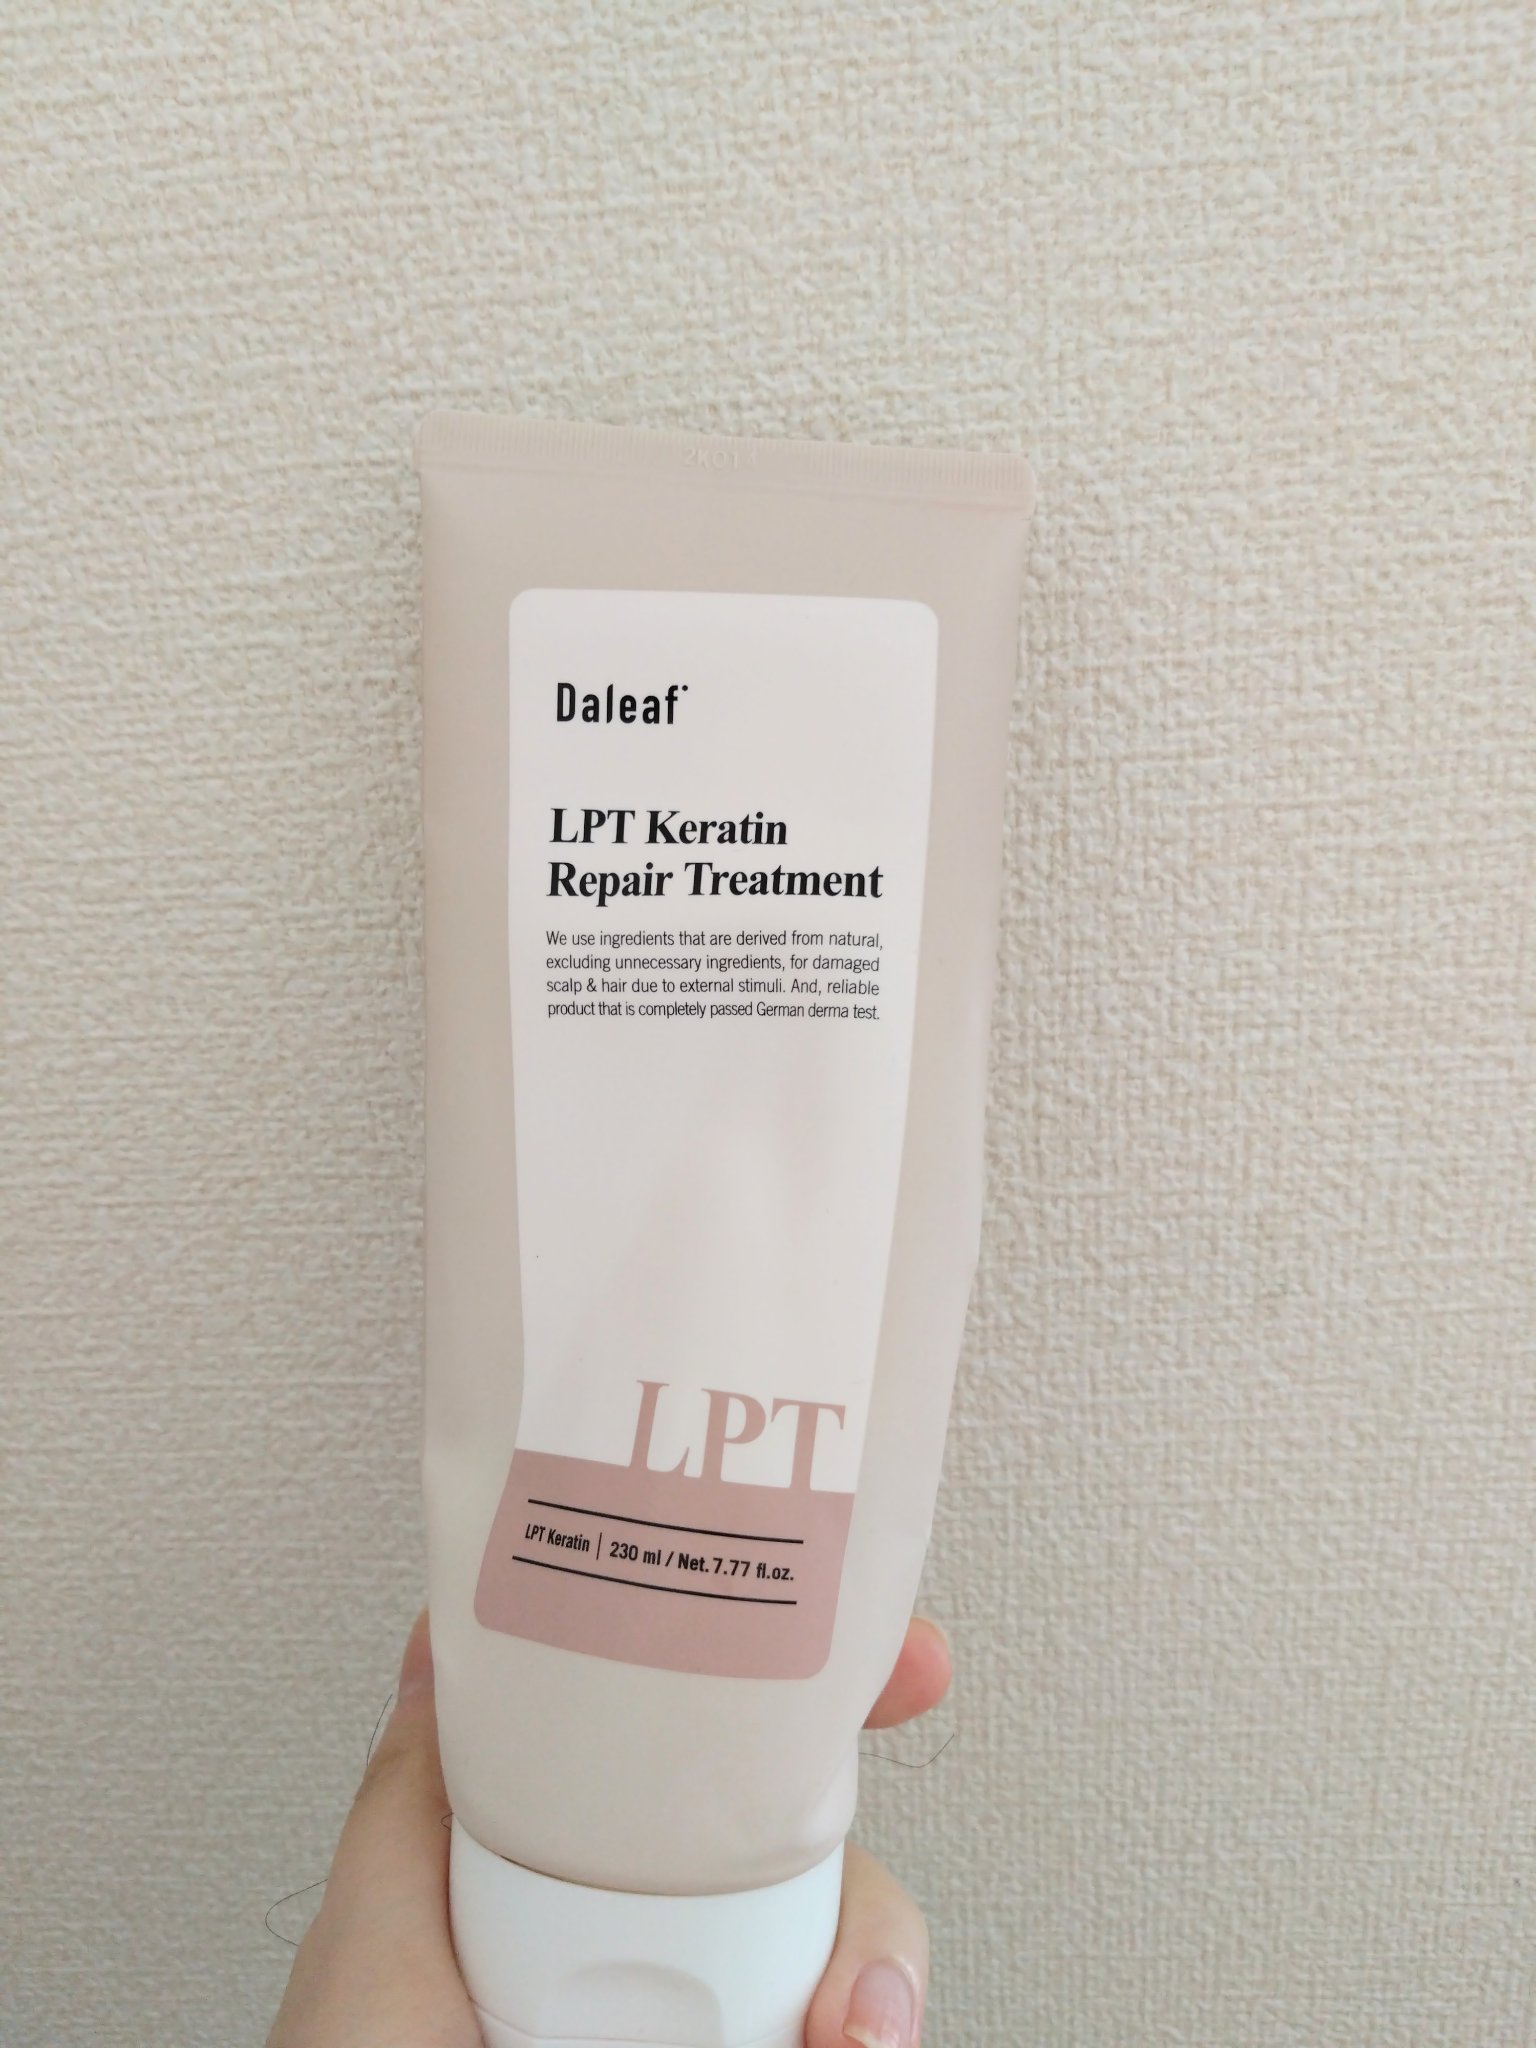 2K014
Daleaf
LPT Keratin
Repair Treatment
We use ingredients that are derived from natural,
excluding unnecessary ingredients, for damaged
scalp & hair due to external stimuli. And, reliable
product that is completely passed German derma test.
LPT
LPT Keratin | 230 ml / Net. 7.77 fl.oz.